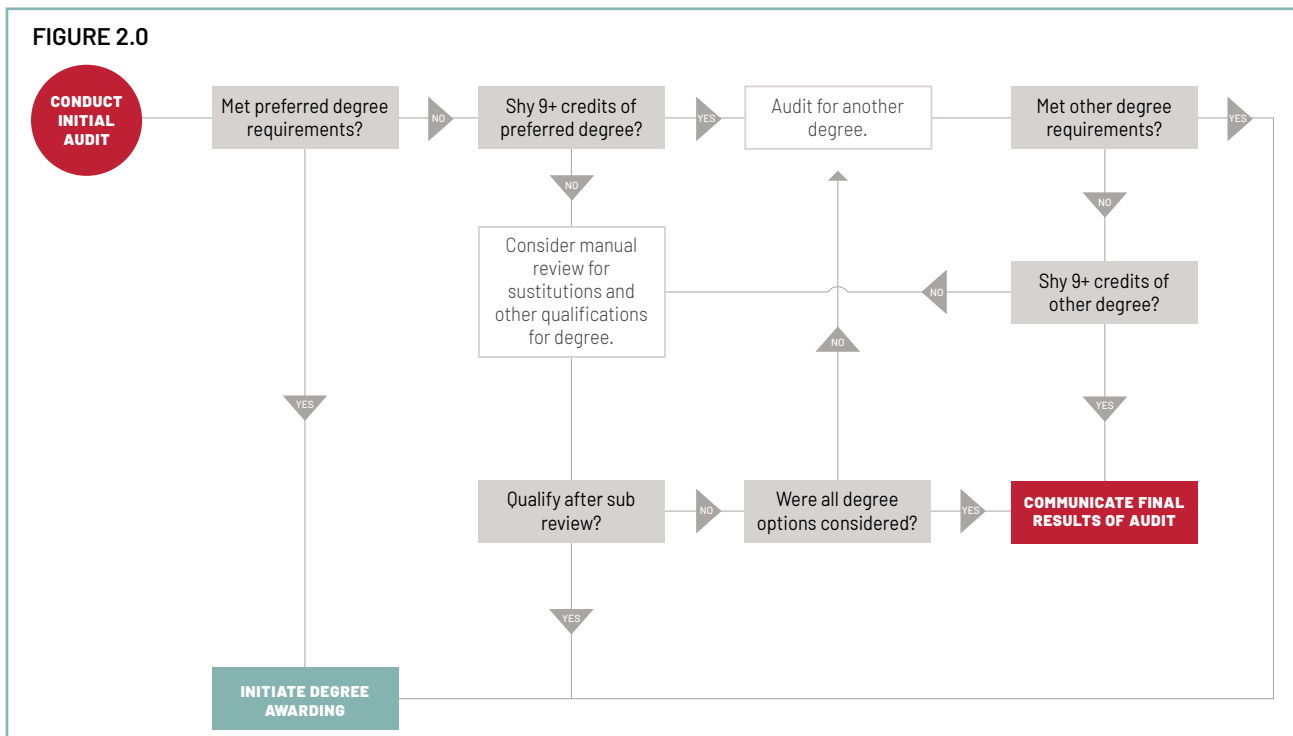 FIGURE 2.0
CONDUCT
INITIAL
AUDIT
Met preferred degree
requirements?
NO
Shy 9+ credits of
preferred degree?
YES
Audit for another
degree.
Met other degree
requirements?
YES
NO
NO
Consider manual
review for
sustitutions and
other qualifications
for degree.
NO
Shy 9+ credits of
other degree?
NO
YES
YES
Qualify after sub
review?
NO
Were all degree
options considered?
YES
COMMUNICATE FINAL
RESULTS OF AUDIT
YES
INITIATE DEGREE
AWARDING